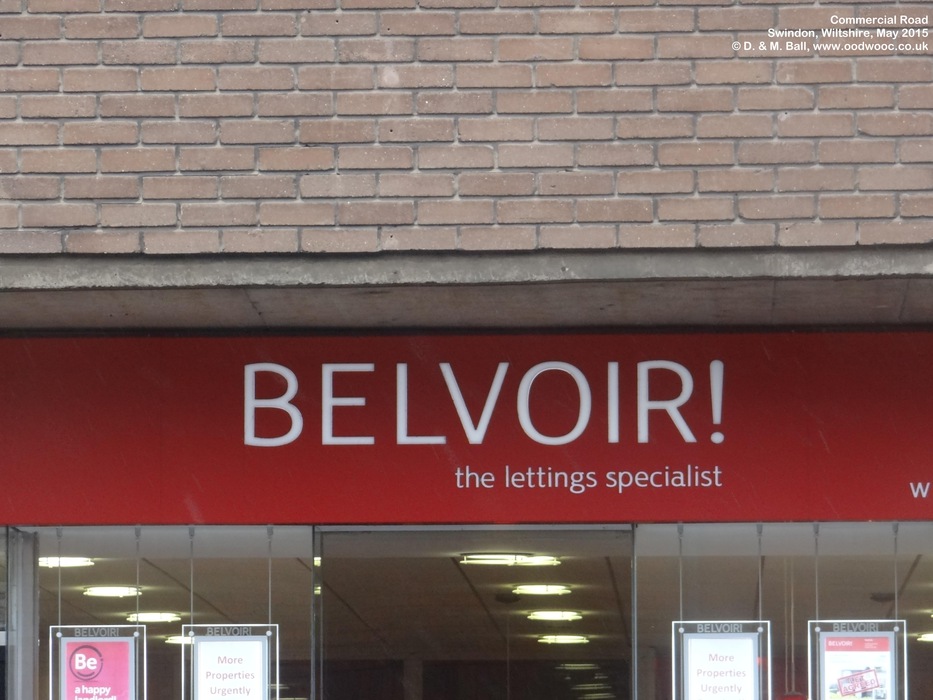 Commercial Road
Swindon, Wiltshire, May 2015
© D. & M. Ball, www.oodwooc.co.uk
BELVOIR!
the lettings specialist
w
BELVOIR!
Be
a happy
landlord!
BELVOIR!
More
Properties
Urgently
BELVOIR!
More
Properties
Urgently
BELVOIR!
BELVOIR!